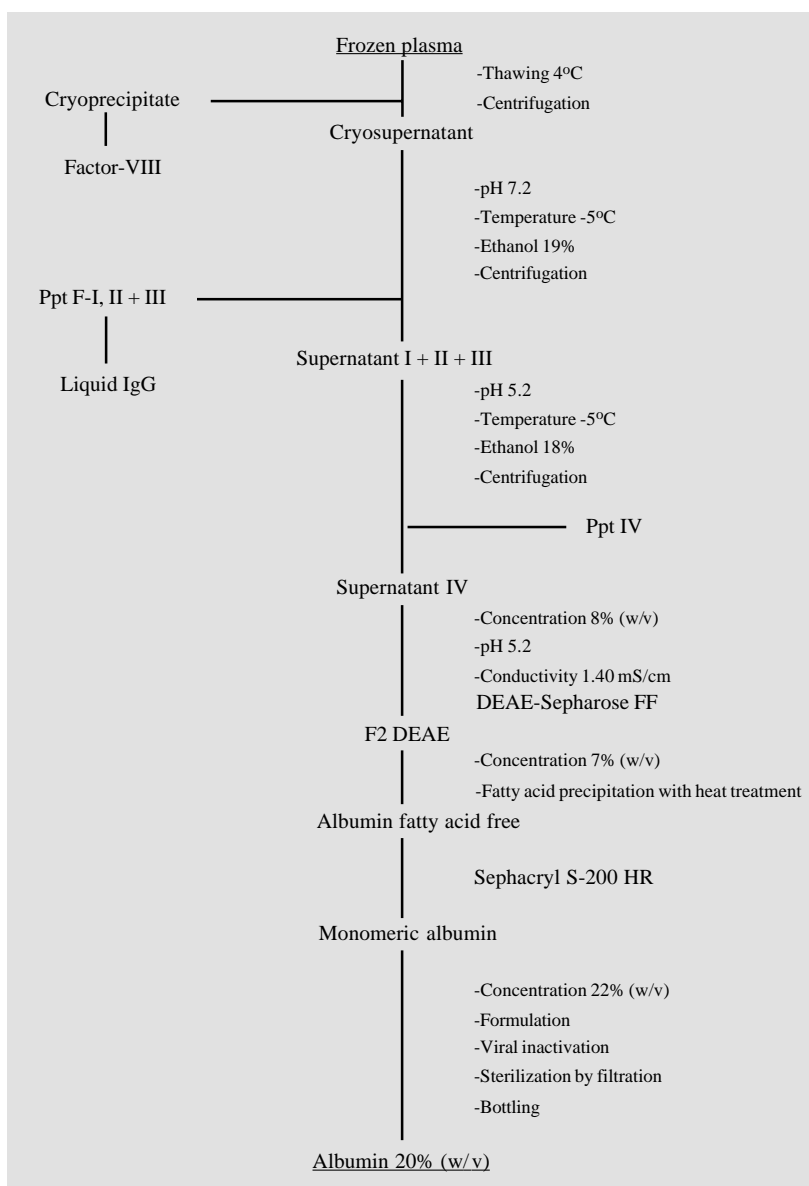 Frozen plasma
-Thawing 4°C
Cryoprecipitate
-Centrifugation
Cryosupernatant
Factor-VIII
-pH 7.2
-Temperature -5°C
-Ethanol 19%
-Centrifugation
Ppt F-I, II + III
Supernatant I + II + III
Liquid IgG
-pH 5.2
-Temperature -5°C
-Ethanol 18%
-Centrifugation
Ppt IV
Supernatant IV
-Concentration 8% (w/v)
-pH 5.2
-Conductivity 1.40 mS/cm
DEAE-Sepharose FF
F2 DEAE
-Concentration 7% (w/v)
-Fatty acid precipitation with heat treatment
Albumin fatty acid free
Sephacryl S-200 HR
Monomeric albumin
-Concentration 22% (w/v)
-Formulation
-Viral inactivation
-Sterilization by filtration
-Bottling
Albumin 20% (w/v)